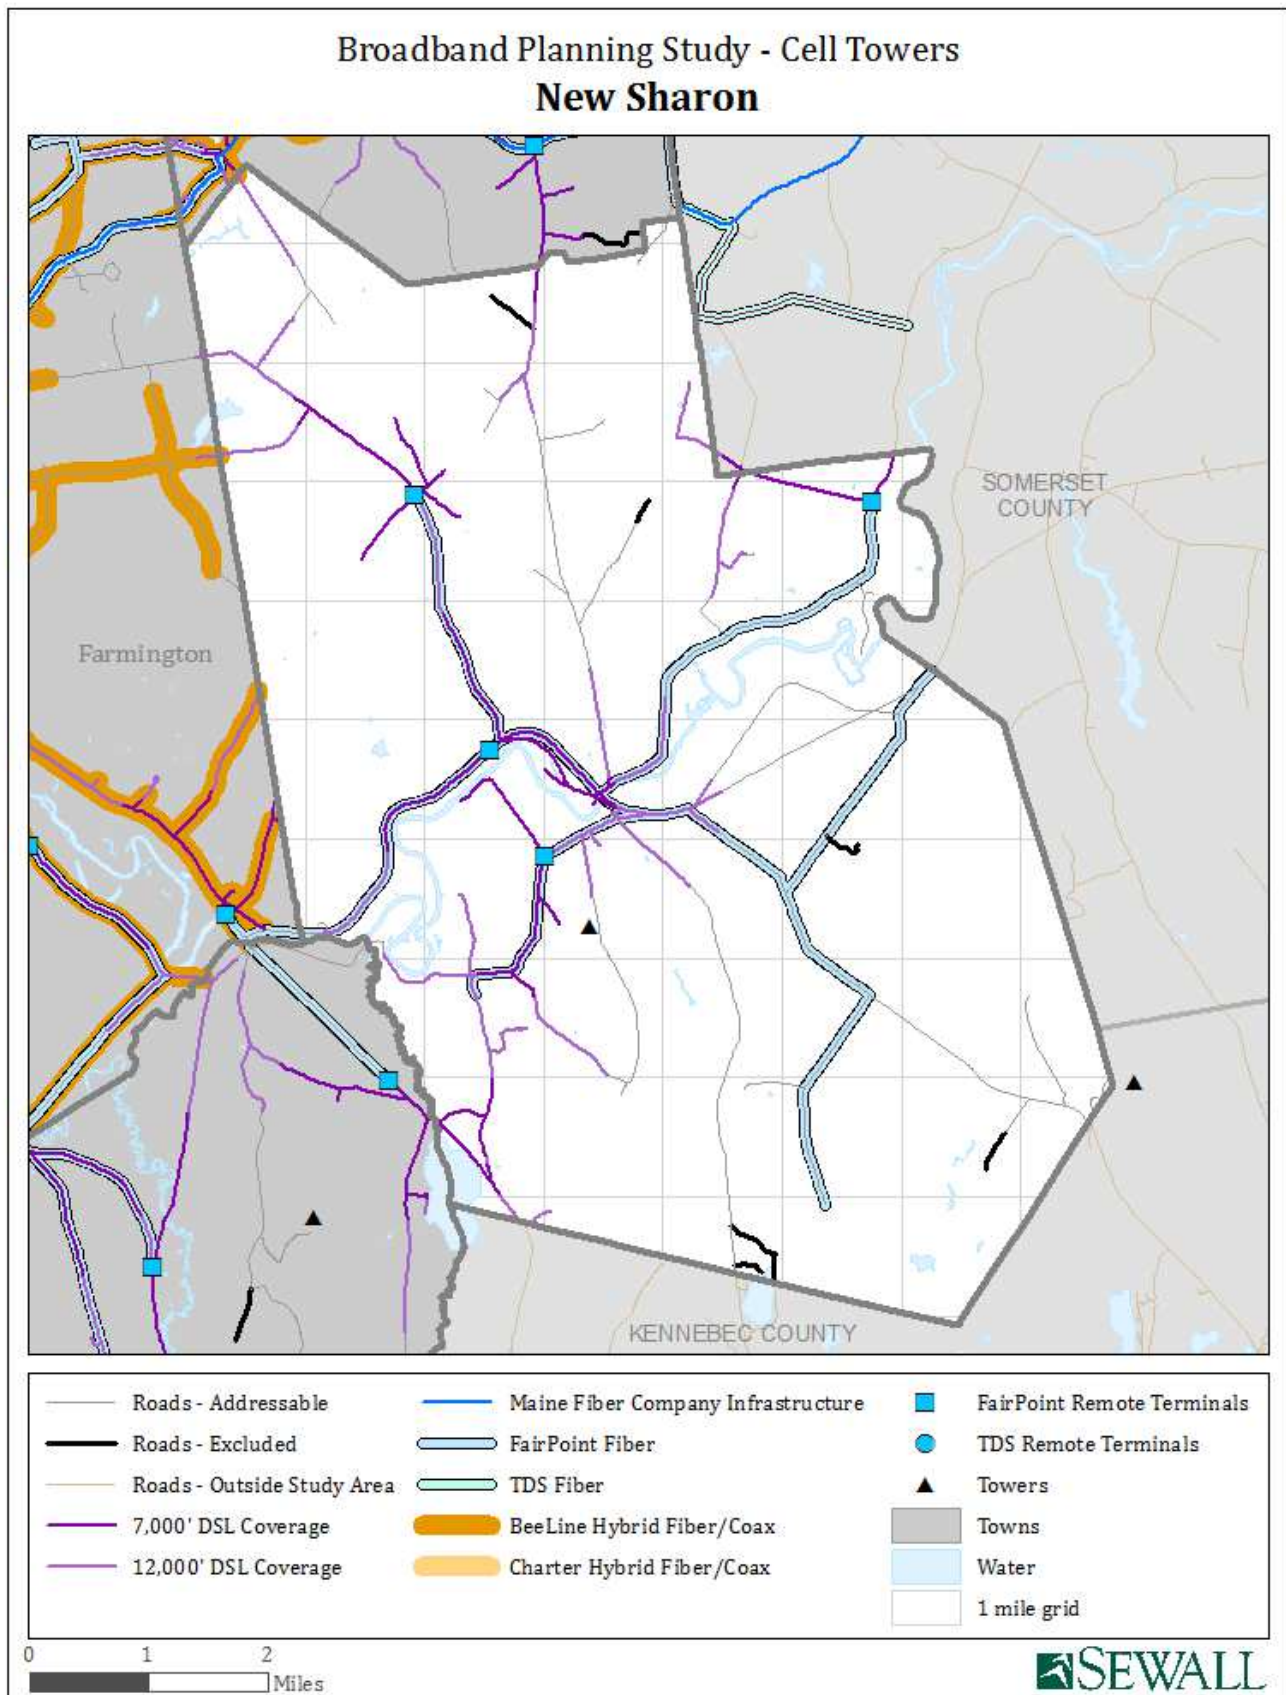 Broadband Planning Study - Cell Towers
New Sharon
SOMERSET
COUNTY
Farmington
KENNEBEC COUNTY
Roads - Addressable
Roads - Excluded
Roads - Outside Study Area
7,000' DSL Coverage
12,000' DSL Coverage
Maine Fiber Company Infrastructure
FairPoint Fiber
TDS Fiber
BeeLine Hybrid Fiber/Coax
Charter Hybrid Fiber/Coax
FairPoint Remote Terminals
TDS Remote Terminals
Towers
Towns
Water
1 mile grid
0 1 2
Miles
SEWALL